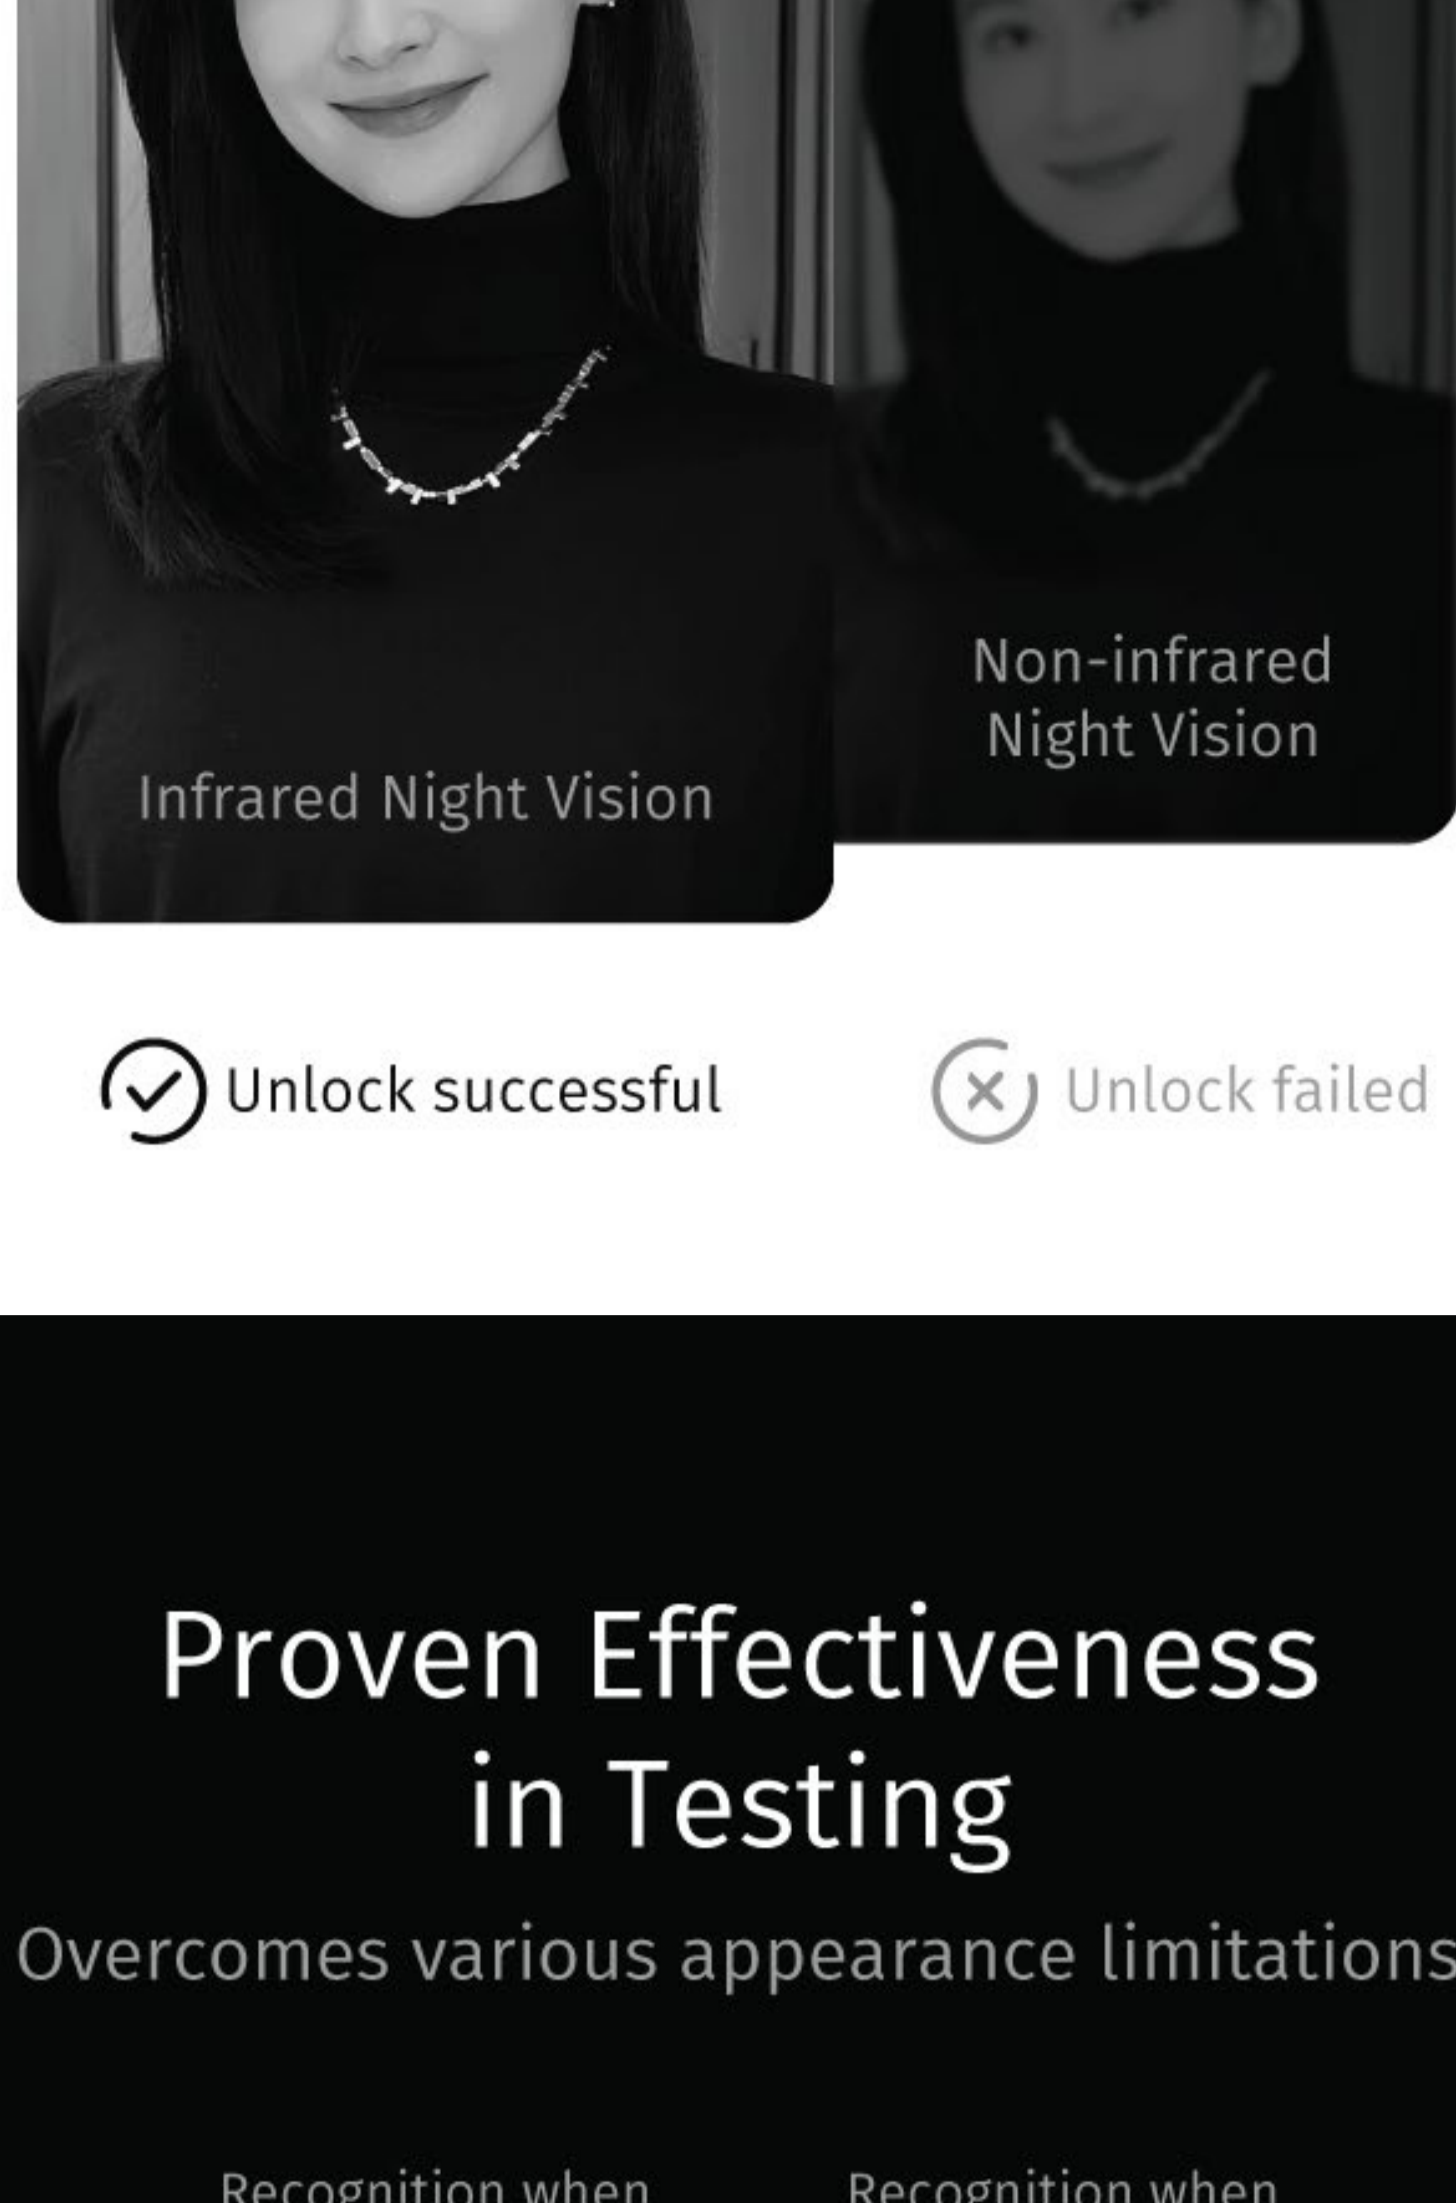 Non-infrared
Night Vision
Infrared Night Vision
Unlock successful
Unlock failed
Proven Effectiveness
in Testing
Overcomes various appearance limitations
Recognition when
Recognition when